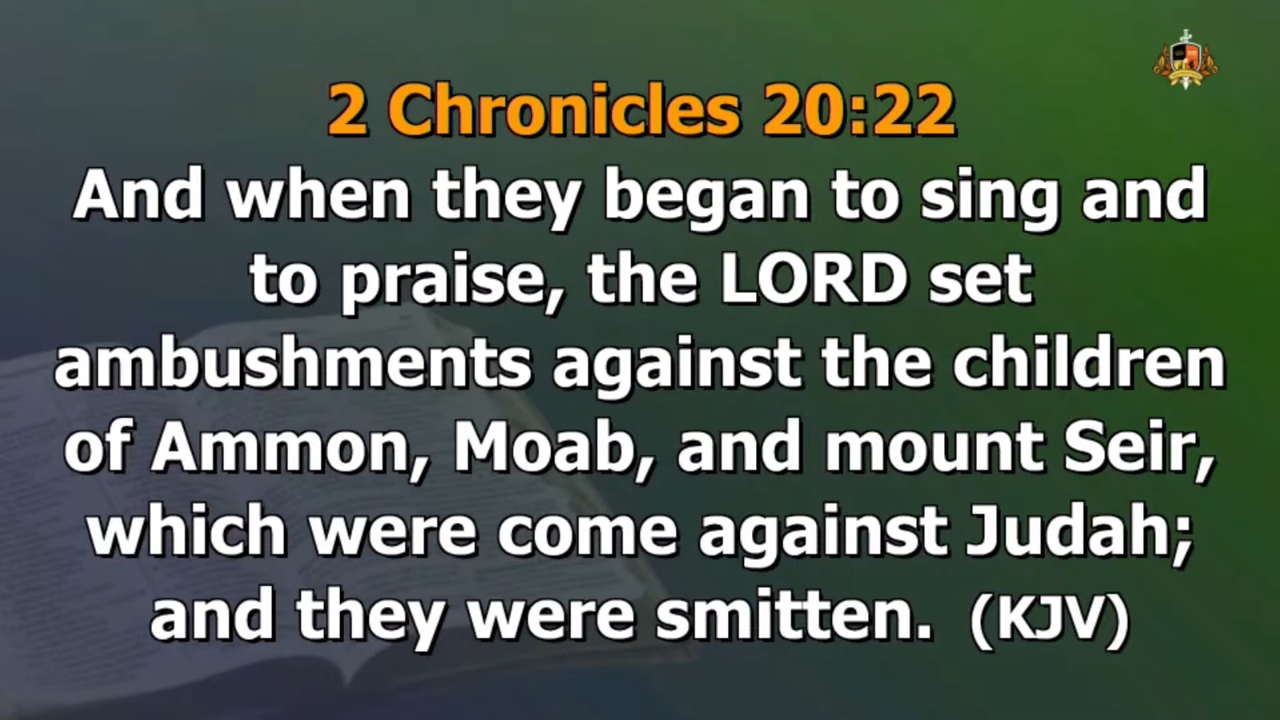 2 Chronicles 20:22
And when they began to sing and
to praise, the LORD set
ambushments against the children
of Ammon, Moab, and mount Seir,
which were come against Judah;
and they were smitten. (KJV)